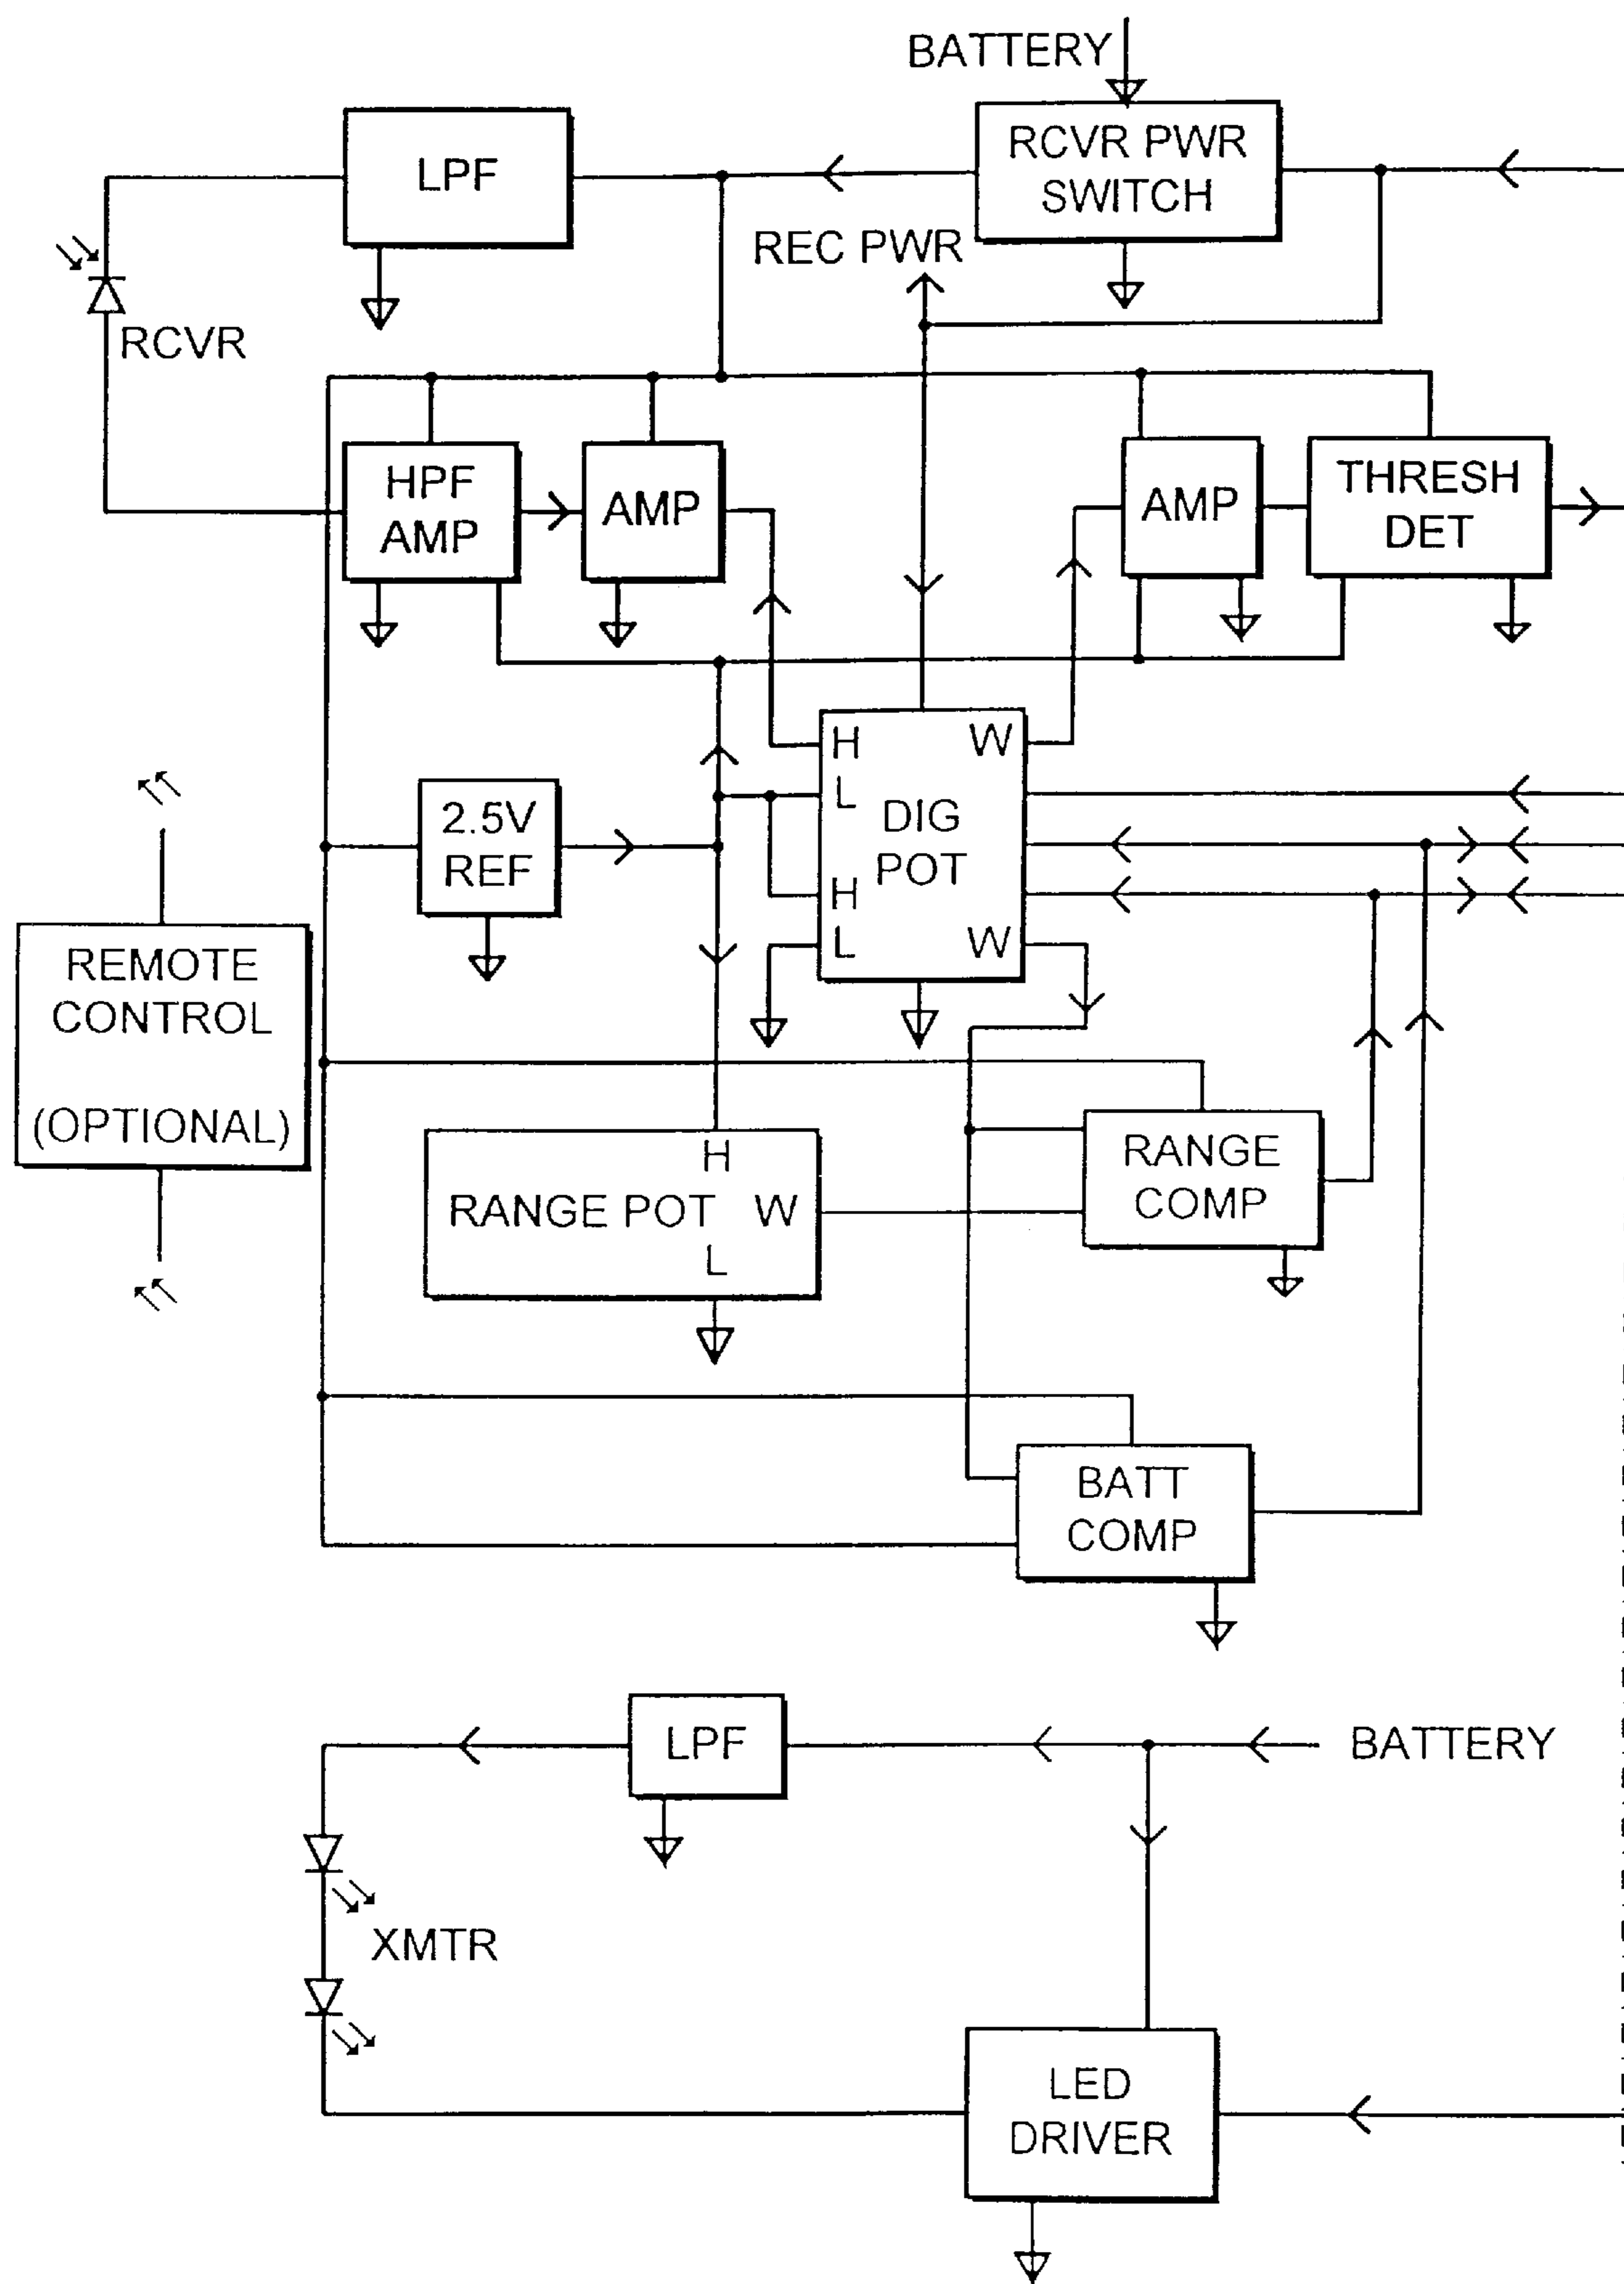 BATTERY
RCVR PWR
SWITCH
LPF
REC PWR
RCVR
HPF
AMP
AMP
AMP
THRESH
DET
H
W
L
DIG
POT
H
L
W
2.5V
REF
REMOTE
CONTROL
(OPTIONAL)
H
RANGE POT W
L
RANGE
COMP
BATT
COMP
LPF
BATTERY
XMTR
LED
DRIVER